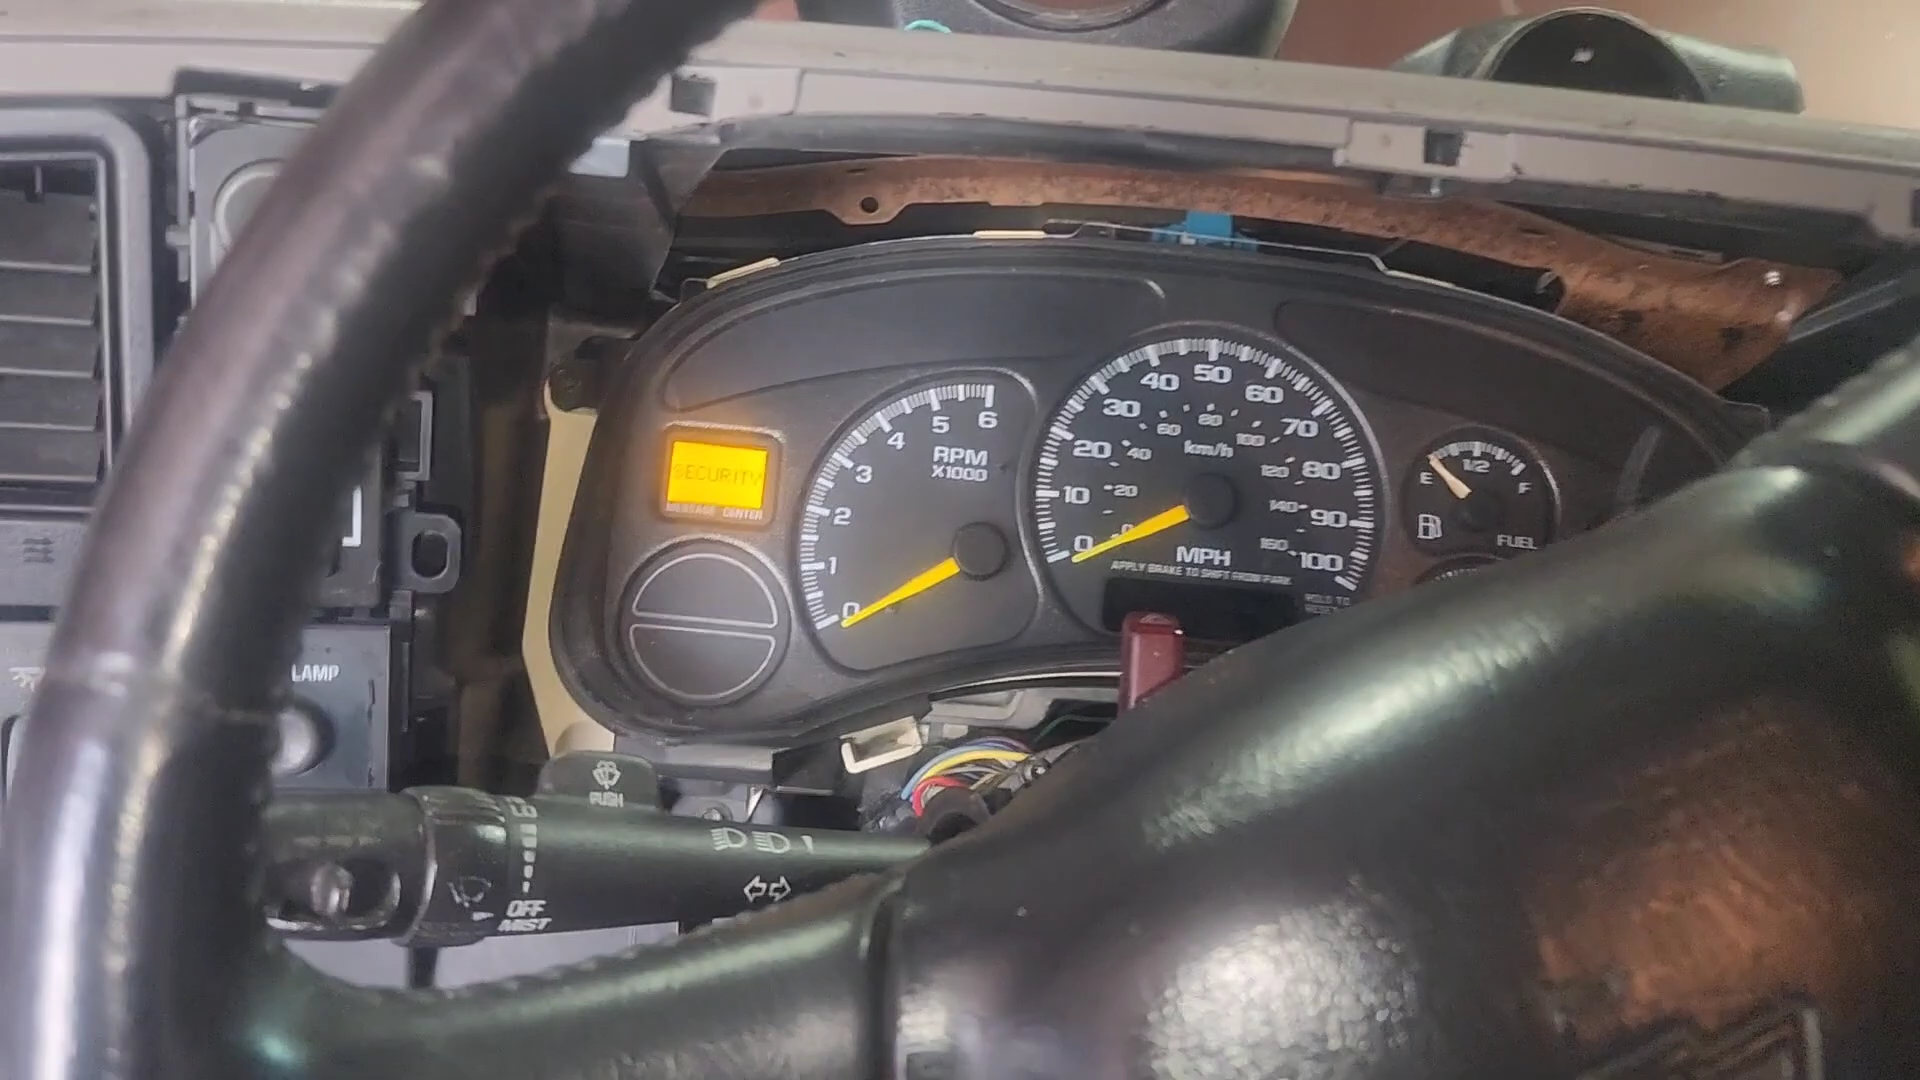 SECURITY
MESSAGE CENTER
0
1
2
3
4
5
6
RPM
X1000
0
10
20
30
40
50
60
70
80
90
100
20
40
60
80
100
120
140
160
km/h
MPH
APPLY BRAKE TO SHIFT FROM PARK
HOLD TO
E
1/2
F
FUEL
LAMP
PUSH
OFF
MIST